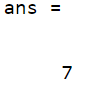 ans =
7